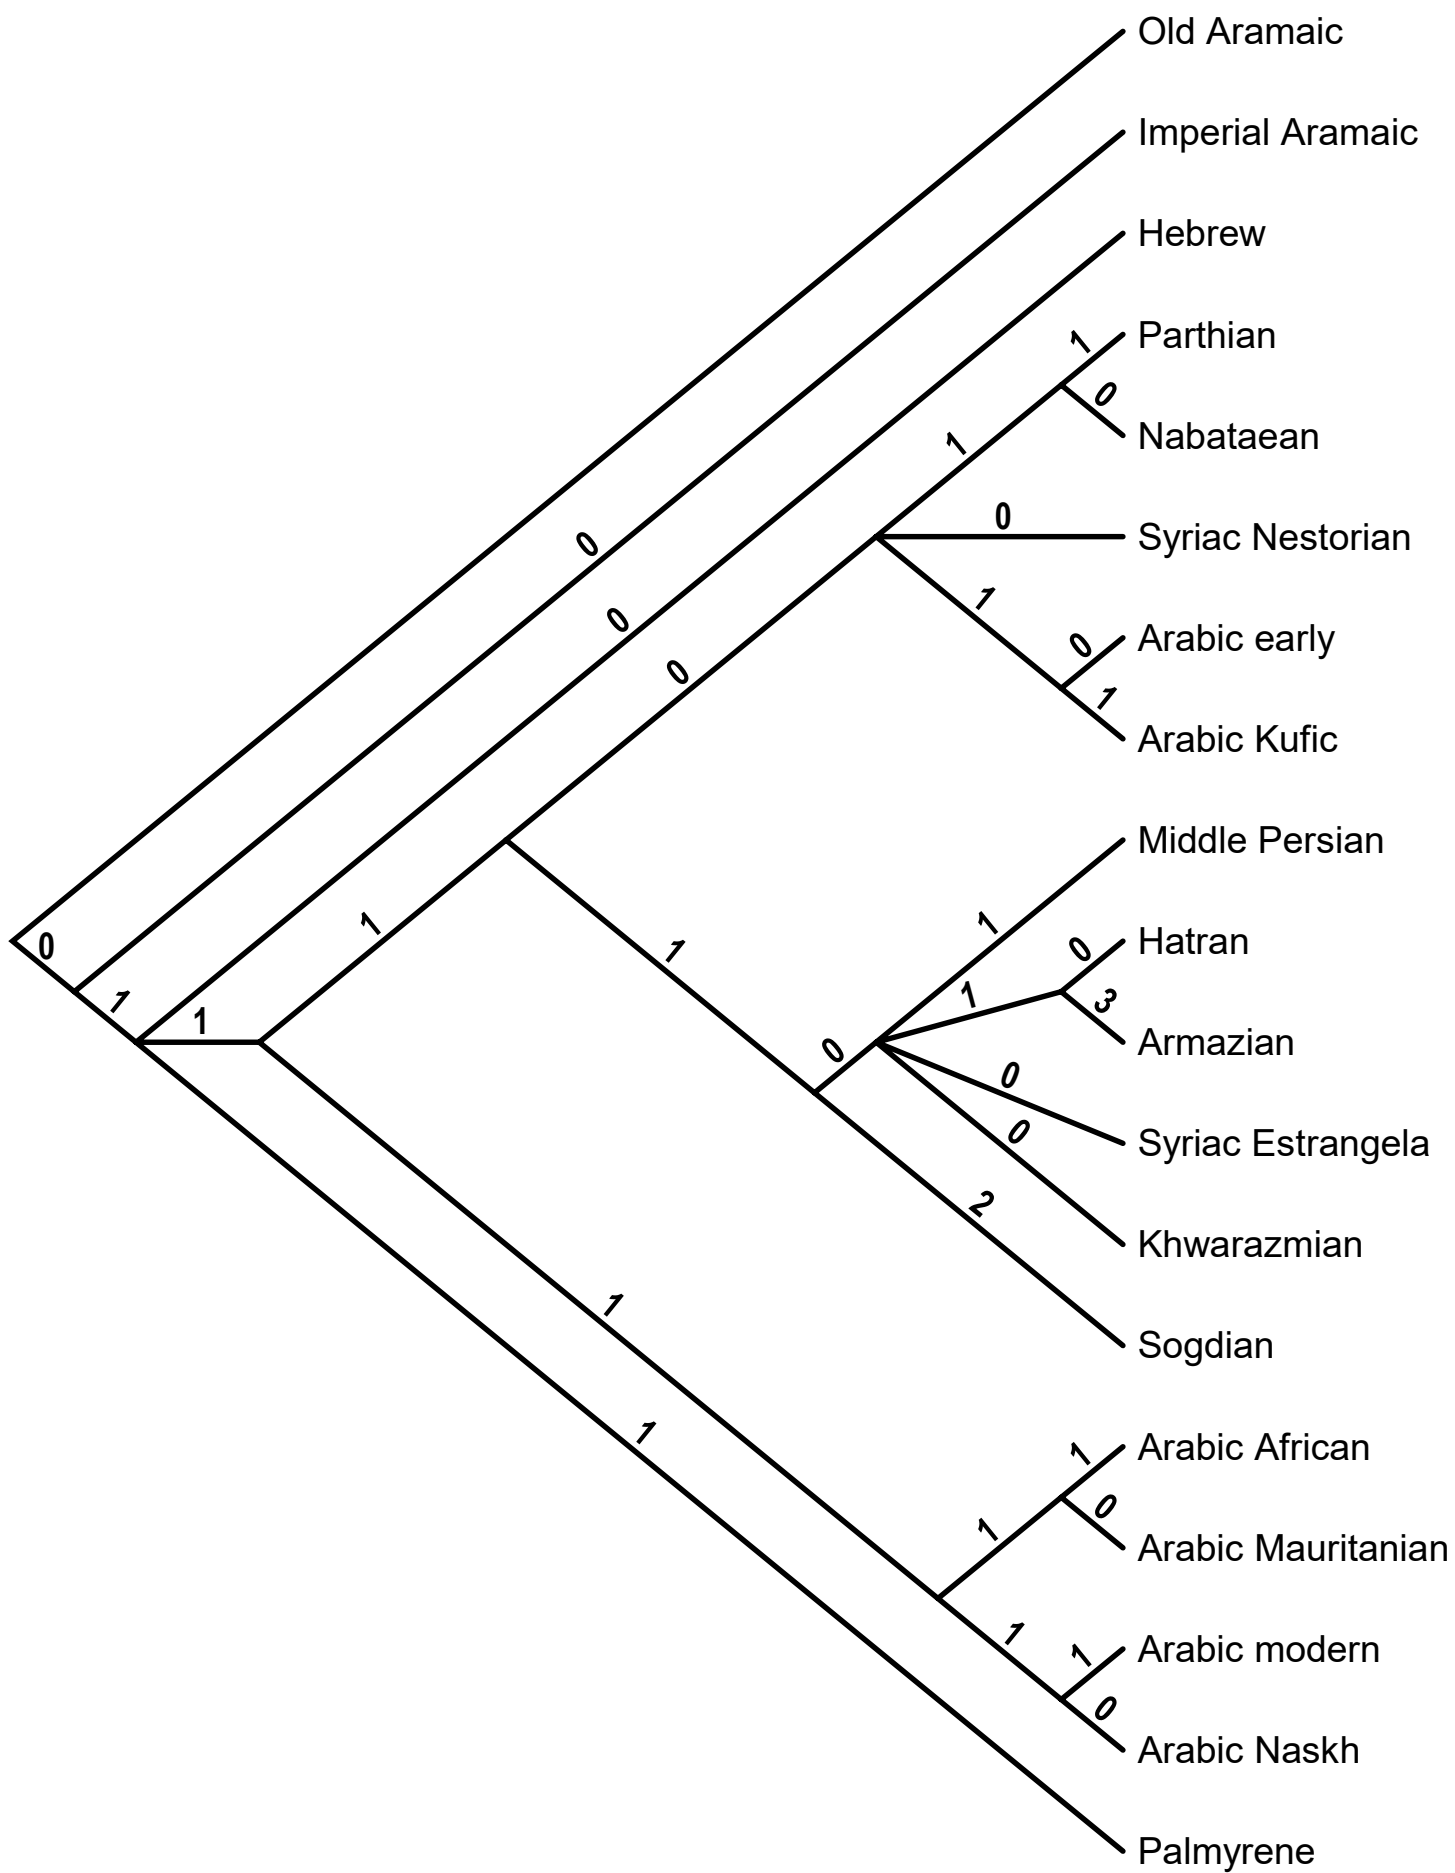 Old Aramaic
Imperial Aramaic
Hebrew
1
Parthian
0
Nabataean
1
0
Syriac Nestorian
0
1
0
Arabic early
0
1
0
Arabic Kufic
Middle Persian
1
1
1
0
Hatran
0
1
1
3
1
0
Armazian
0
Syriac Estrangela
0
Khwarazmian
2
Sogdian
1
1
1
Arabic African
0
1
Arabic Mauritanian
1
1
Arabic modern
0
Arabic Naskh
Palmyrene